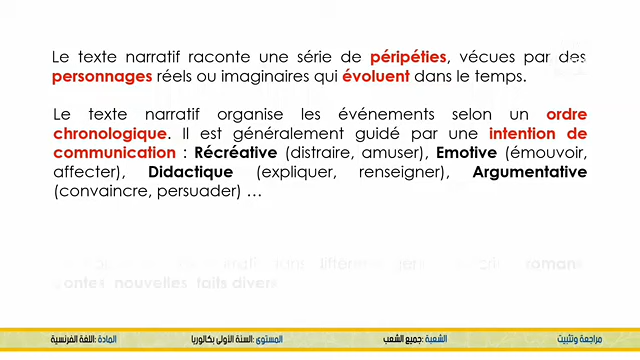 Le texte narratif raconte une série de péripéties, vécues par des
personnages réels ou imaginaires qui évoluent dans le temps.
Le texte narratif organise les événements selon un ordre
chronologique. Il est généralement guidé par une intention de
communication : Récréative (distraire, amuser), Emotive (émouvoir,
affecter), Didactique (expliquer, renseigner), Argumentative
(convaincre, persuader) …
romans
contes nouvelles faits divers
مراجعة وتثبيت
الشعبة :جميع الشعب
المستوى :السنة الأولى بكالوريا
المادة :اللغة الفرنسية